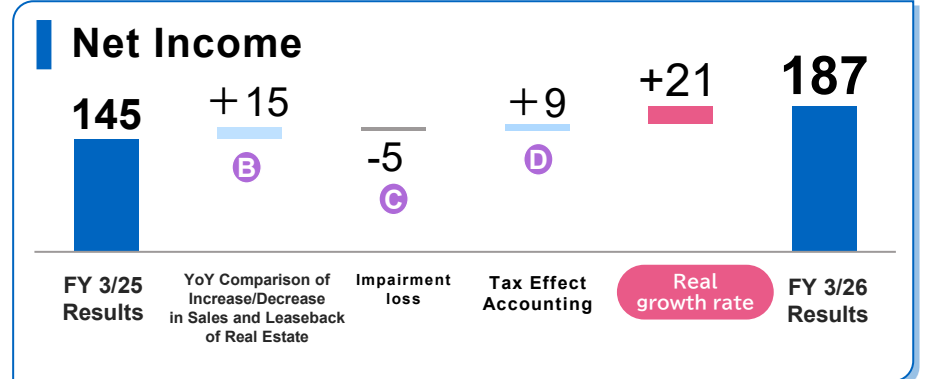 Net Income
145
+15
B
-5
C
+9
D
+21
187
FY 3/25
Results
YoY Comparison of
Increase/Decrease
in Sales and Leaseback
of Real Estate
Impairment
loss
Tax Effect
Accounting
Real
growth rate
FY 3/26
Results